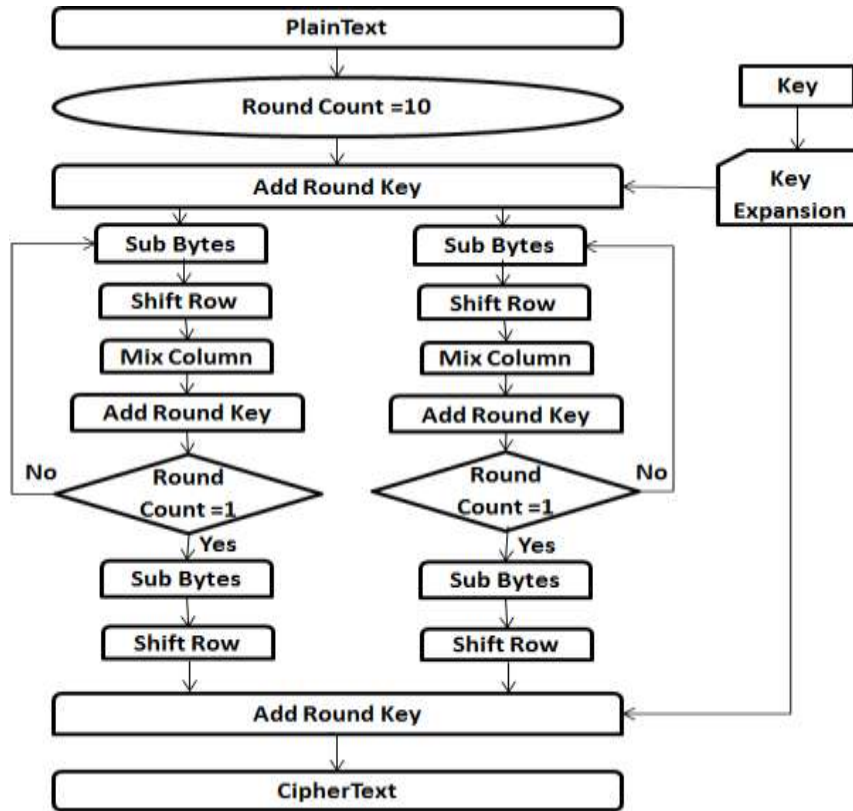 PlainText
Round Count =10
Key
Add Round Key
Key
Expansion
Sub Bytes
Shift Row
Mix Column
Add Round Key
No
Round
Count =1
Yes
Sub Bytes
Shift Row
Sub Bytes
Shift Row
Mix Column
Add Round Key
Round
Count =1
No
Yes
Sub Bytes
Shift Row
Add Round Key
CipherText